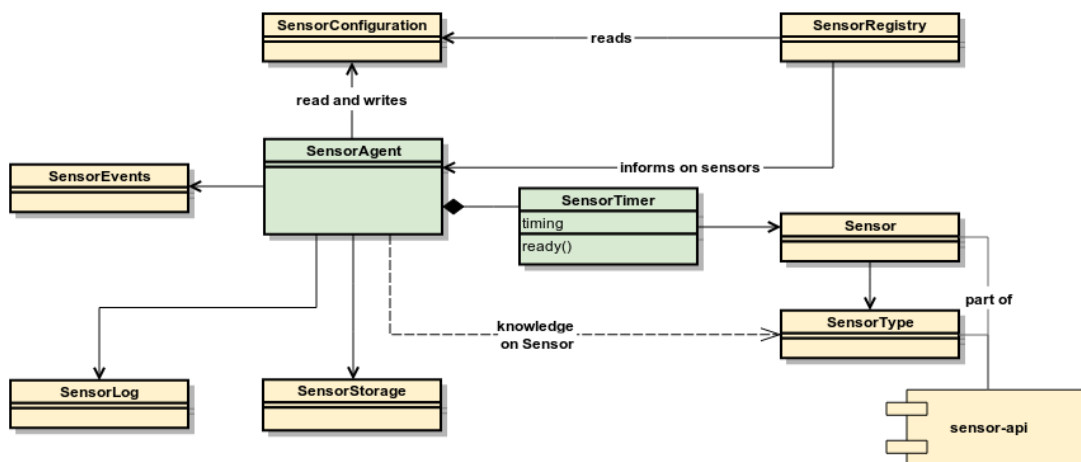 SensorConfiguration
SensorRegistry
reads
read and writes
SensorAgent
informs on sensors
SensorEvents
SensorTimer
timing
ready()
Sensor
part of
knowledge
on Sensor
SensorType
SensorLog
SensorStorage
sensor-api